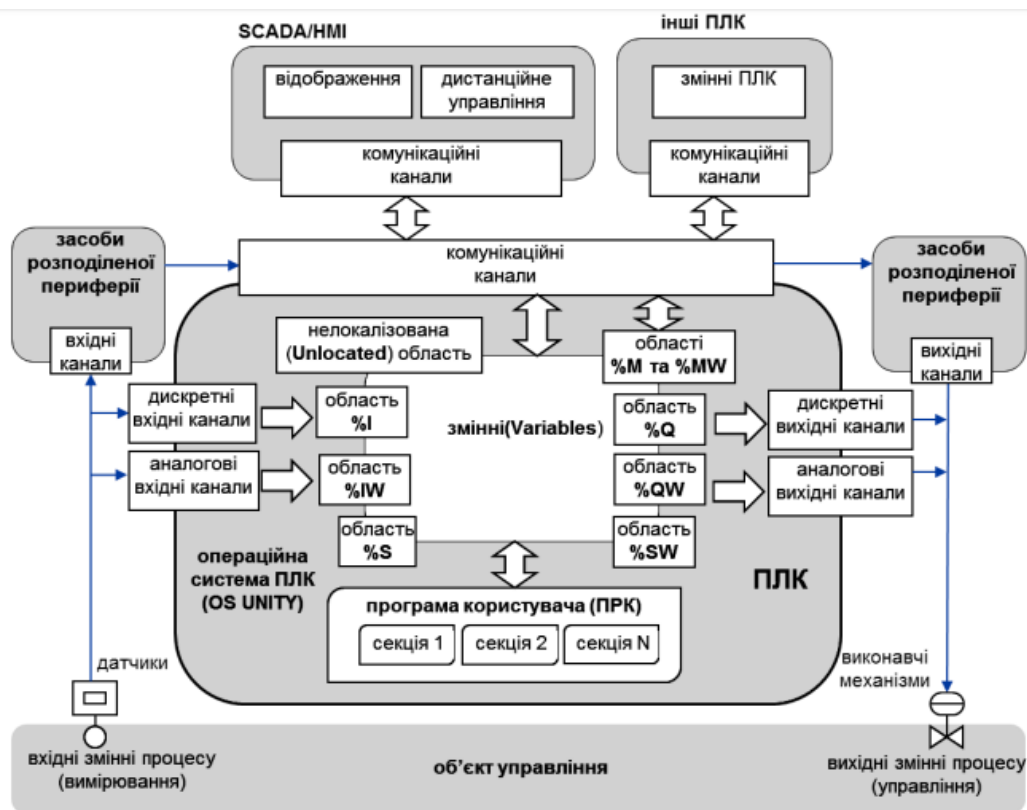 SCADA/HMI
інші ПЛК
відображення
дистанційне
управління
змінні ПЛК
комунікаційні
канали
комунікаційні
канали
засоби
розподіленої
периферії
комунікаційні
канали
засоби
розподіленої
периферії
вхідні
канали
нелокалізована
(Unlocated) область
області
%M та %MW
вихідні
канали
дискретні
вхідні канали
область
%I
змінні(Variables)
область
%Q
дискретні
вихідні канали
аналогові
вхідні канали
область
%IW
область
%QW
аналогові
вихідні канали
область
%S
область
%SW
операційна
система ПЛК
(OS UNITY)
ПЛК
програма користувача (ПРК)
секція 1
секція 2
секція N
датчики
виконавчі
механізми
вхідні змінні процесу
(вимірювання)
об’єкт управління
вихідні змінні процесу
(управління)